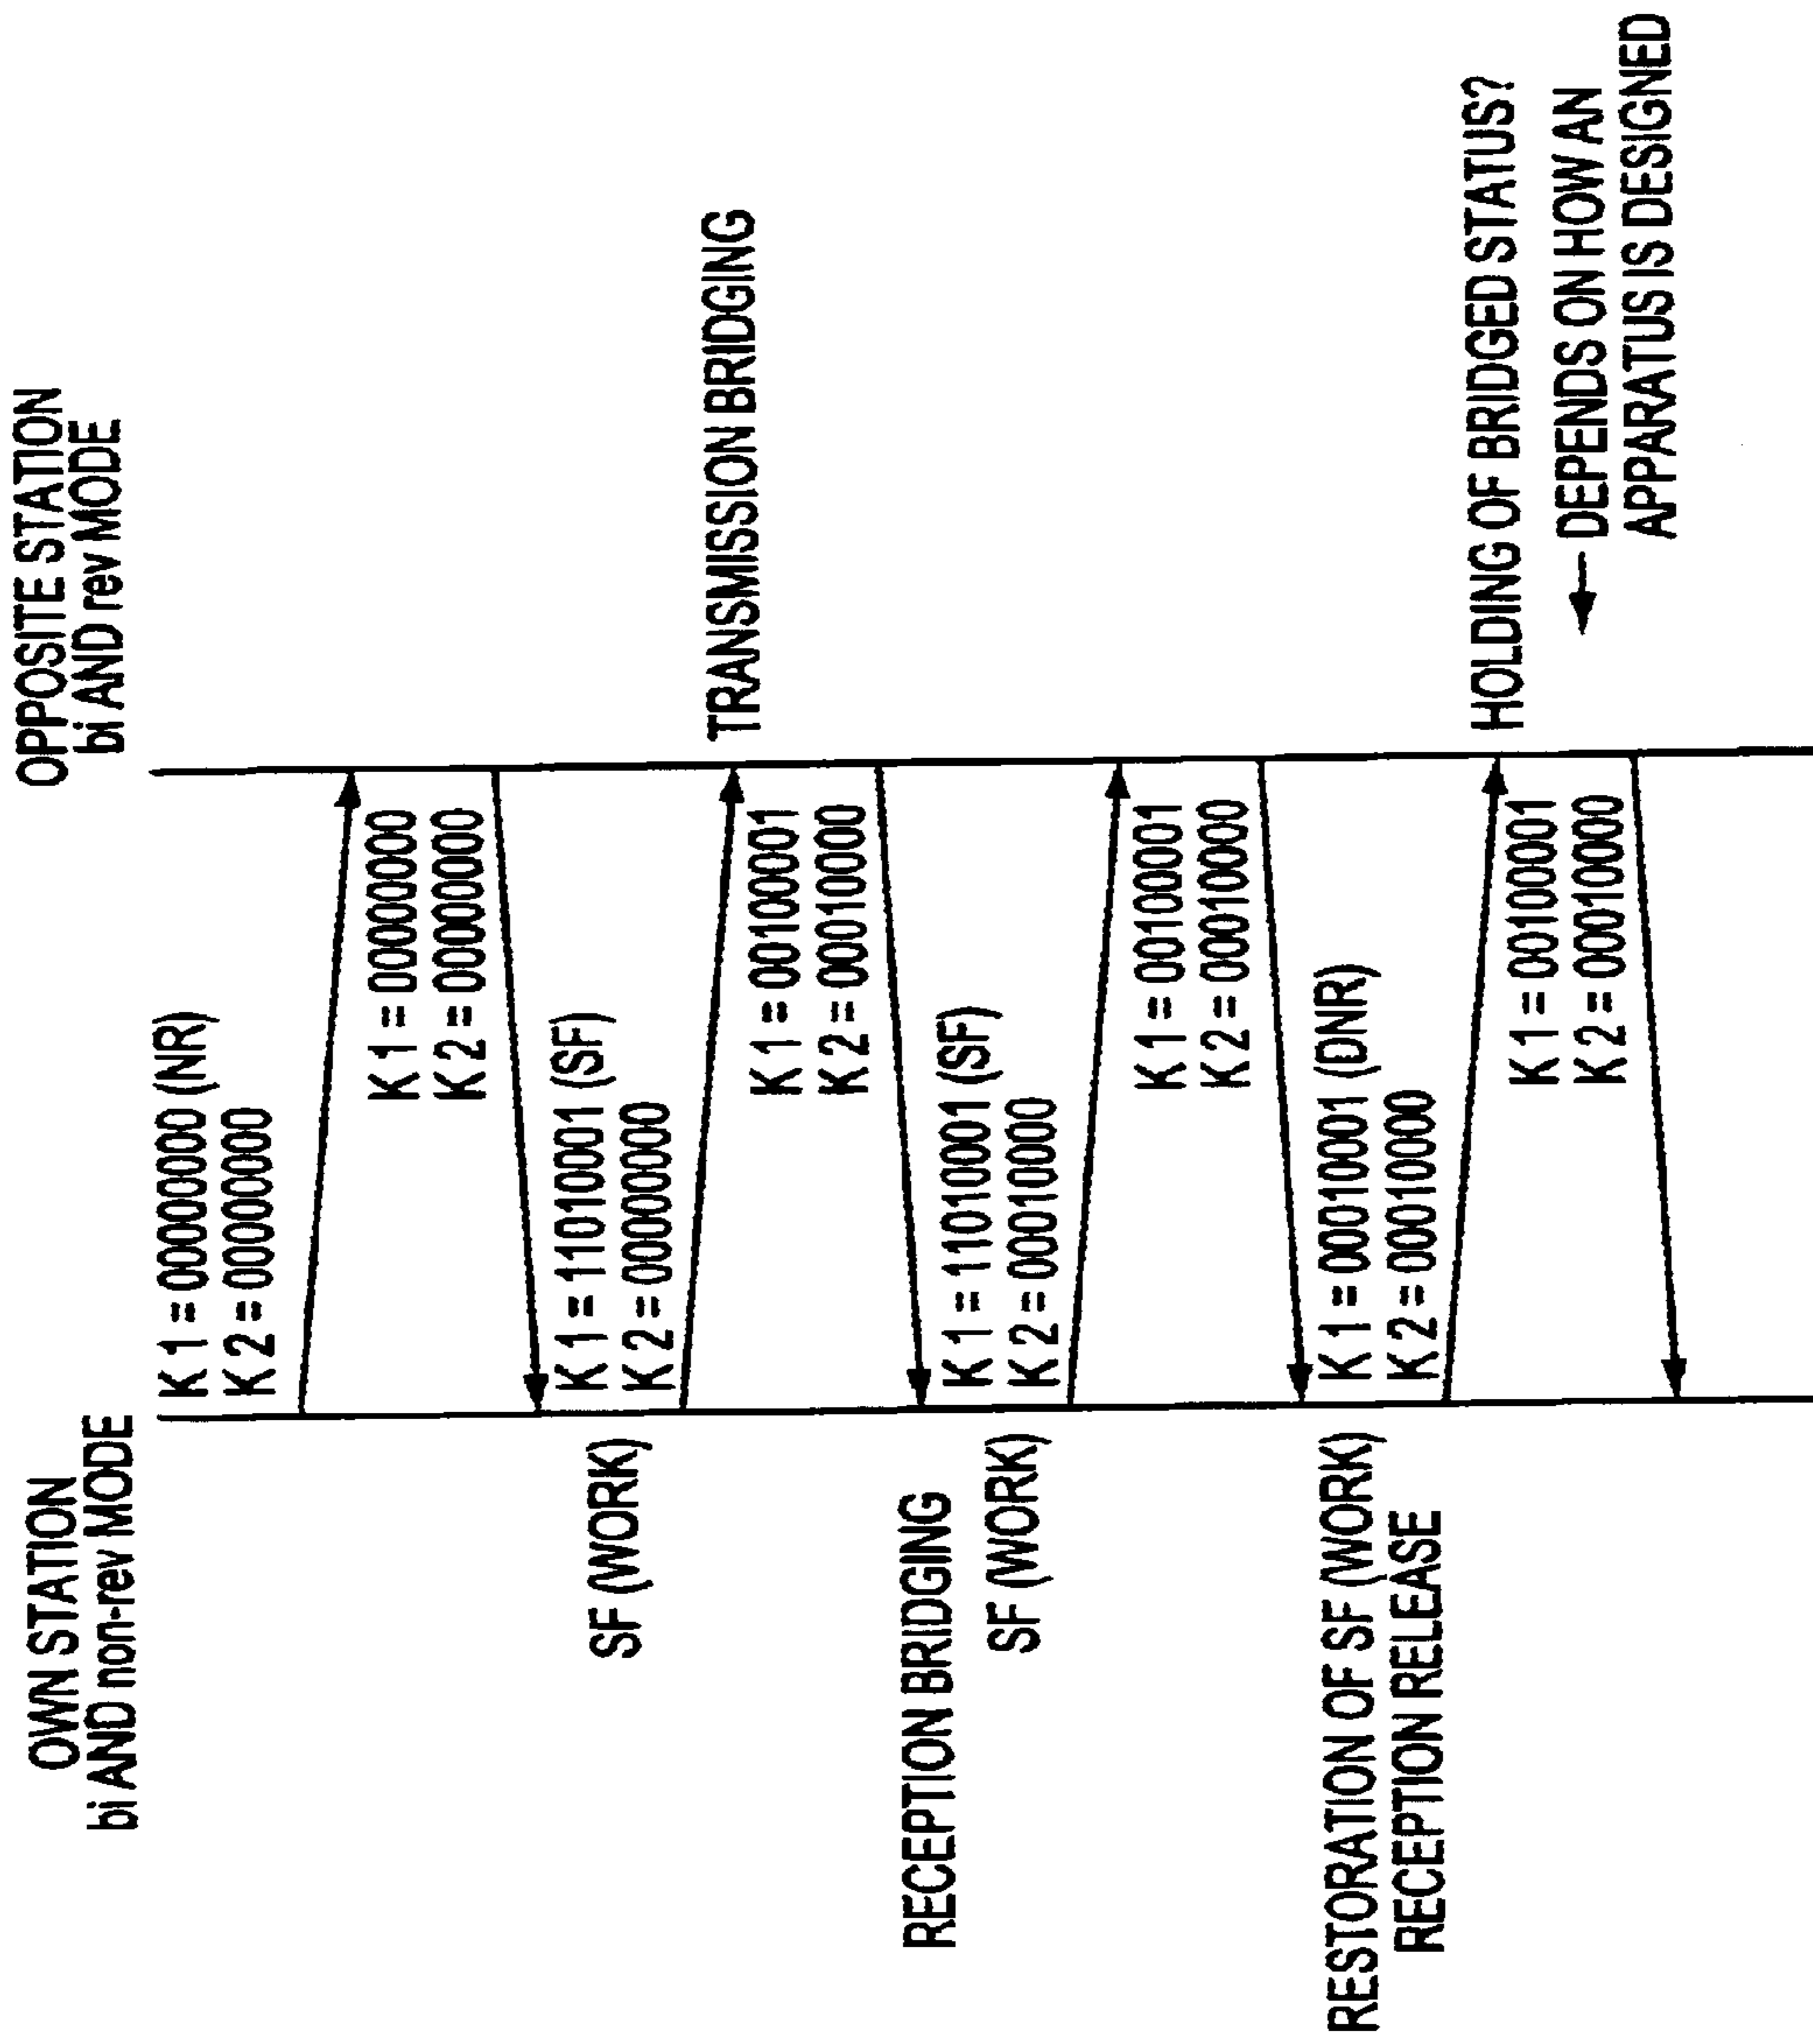 OWN STATION
bi AND non-rev MODE
OPPOSITE STATION
bi AND rev MODE
K 1 = 00000000 (NR)
K 2 = 00000000
K 1 = 00000000
K 2 = 00000000
SF (WORK)
K 1 = 11010001 (SF)
K 2 = 00000000
TRANSMISSION BRIDGING
K 1 = 00100001
K 2 = 00010000
RECEPTION BRIDGING
SF (WORK)
K 1 = 11010001 (SF)
K 2 = 00010000
K 1 = 00100001
K 2 = 00010000
RESTORATION OF SF (WORK)
RECEPTION RELEASE
K 1 = 00010001 (DNR)
K 2 = 00010000
HOLDING OF BRIDGED STATUS?
DEPENDS ON HOW AN
APPARATUS IS DESIGNED
K 1 = 00100001
K 2 = 00010000